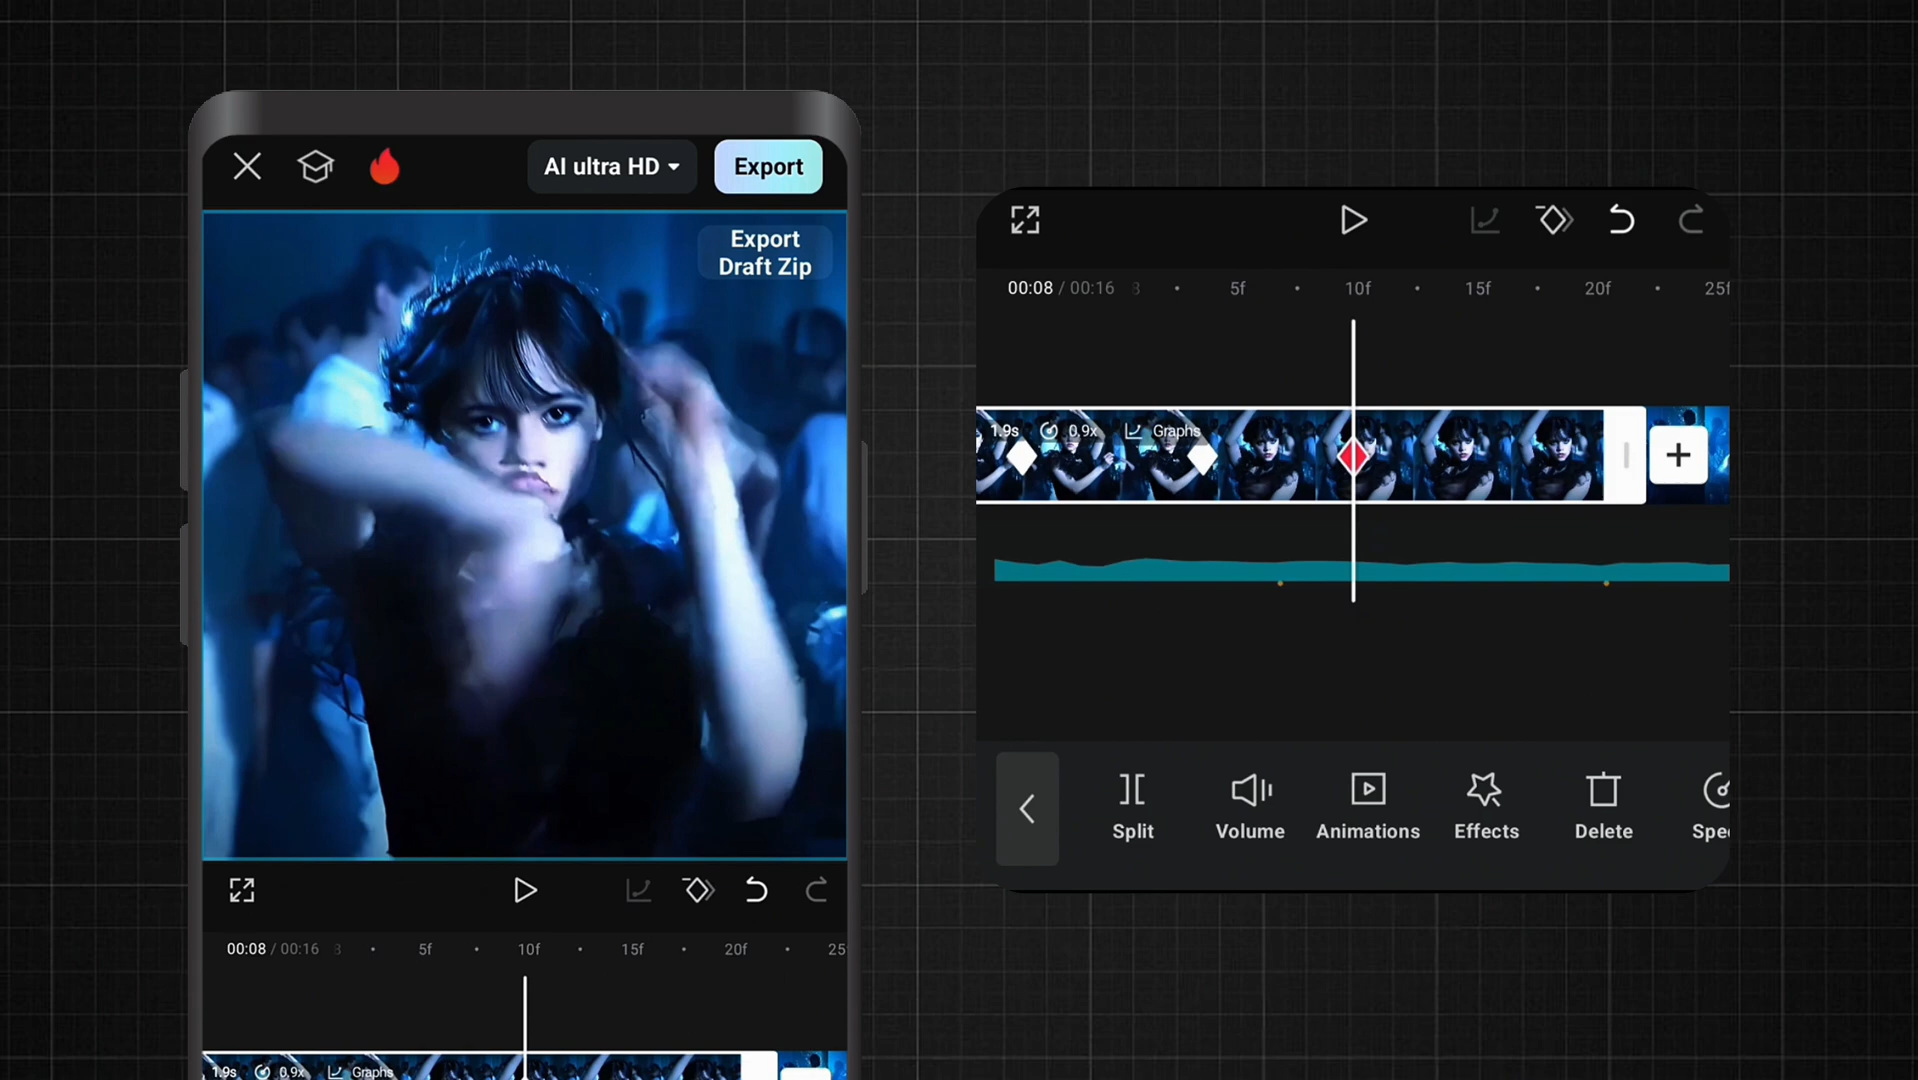 AI ultra HD
Export
Export
Draft Zip
00:08 / 00:16
5f
10f
15f
20f
25
1.9s
0.9x
Graphs
00:08 / 00:16
5f
10f
15f
20f
25f
1.9s
0.9x
Graphs
Split
Volume
Animations
Effects
Delete
Spe